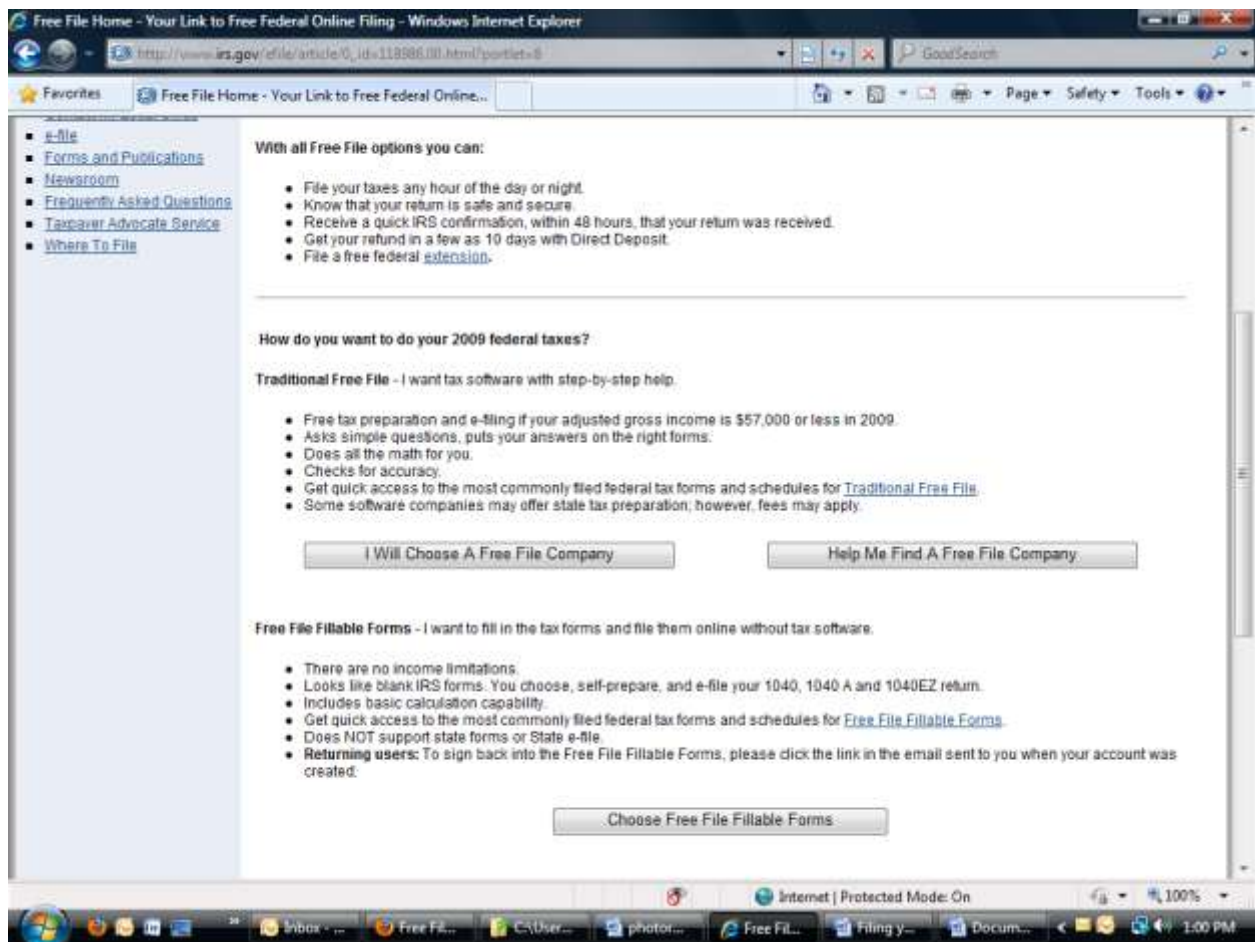 Free File Home - Your Link to Free Federal Online Filing - Windows Internet Explorer
http://www.irs.gov/efile/article/0,,id=118986,00.html?portlet=8
GoodSearch
Favorites
Free File Home - Your Link to Free Federal Online...
Page
Safety
Tools
e-file
Forms and Publications
Newsroom
Frequently Asked Questions
Taxpayer Advocate Service
Where To File
With all Free File options you can:
File your taxes any hour of the day or night.
Know that your return is safe and secure.
Receive a quick IRS confirmation, within 48 hours, that your return was received.
Get your refund in a few as 10 days with Direct Deposit.
File a free federal extension.
How do you want to do your 2009 federal taxes?
Traditional Free File - I want tax software with step-by-step help.
Free tax preparation and e-filing if your adjusted gross income is $57,000 or less in 2009.
Asks simple questions, puts your answers on the right forms.
Does all the math for you.
Checks for accuracy.
Get quick access to the most commonly filed federal tax forms and schedules for Traditional Free File.
Some software companies may offer state tax preparation; however, fees may apply.
I Will Choose A Free File Company
Help Me Find A Free File Company
Free File Fillable Forms - I want to fill in the tax forms and file them online without tax software.
There are no income limitations.
Looks like blank IRS forms. You choose, self-prepare, and e-file your 1040, 1040 A and 1040EZ return.
Includes basic calculation capability.
Get quick access to the most commonly filed federal tax forms and schedules for Free File Fillable Forms.
Does NOT support state forms or State e-file.
Returning users: To sign back into the Free File Fillable Forms, please click the link in the email sent to you when your account was
created.
Choose Free File Fillable Forms
Internet | Protected Mode: On
100%
Inbox - ...
Free Fil...
C:\User...
photor...
Free Fil...
Filing y...
Docum...
1:00 PM